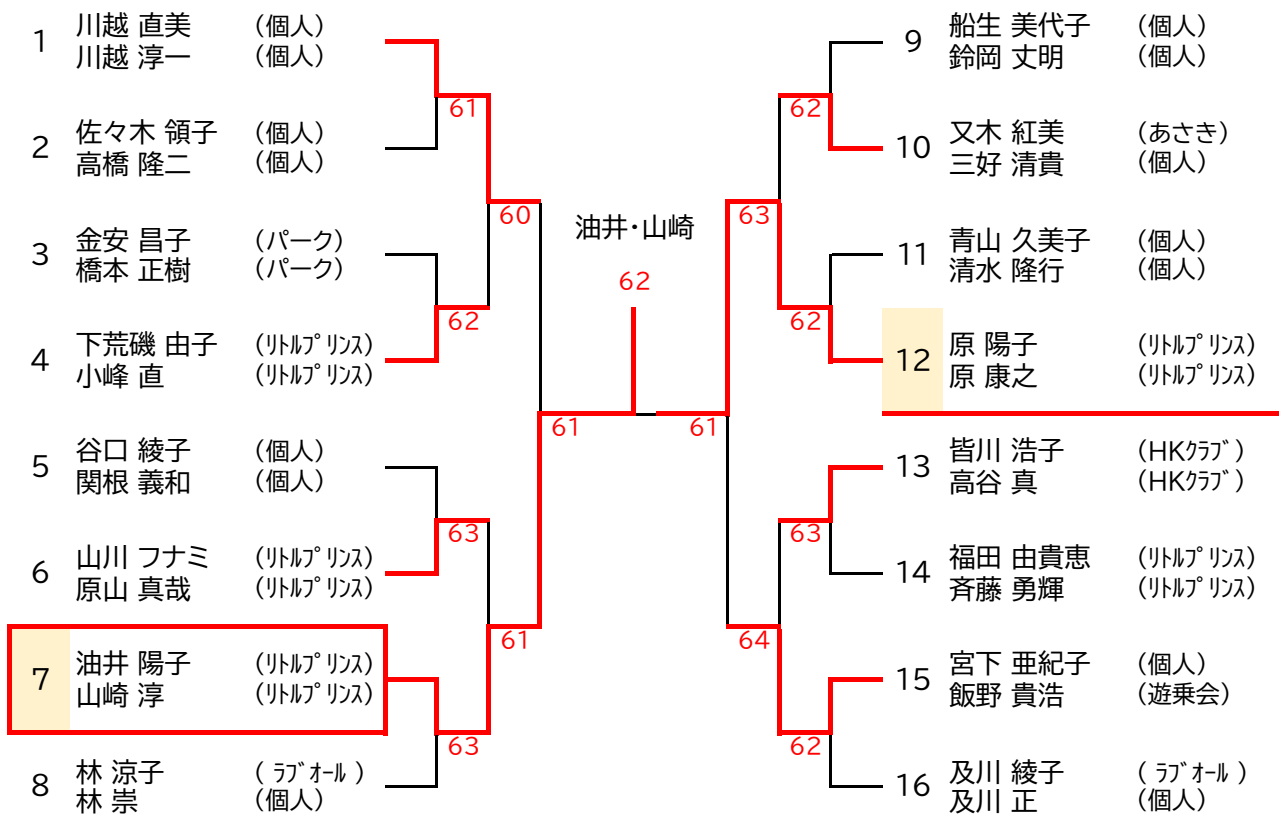 1 川越 直美 (個人)
川越 淳一 (個人)
61
2 佐々木 領子 (個人)
高橋 隆二 (個人)
60
3 金安 昌子 (パーク)
橋本 正樹 (パーク)
62
4 下荒磯 由子 (ﾘﾄﾙﾌﾟﾘﾝｽ)
小峰 直 (ﾘﾄﾙﾌﾟﾘﾝｽ)
61
5 谷口 綾子 (個人)
関根 義和 (個人)
63
6 山川 フナミ (ﾘﾄﾙﾌﾟﾘﾝｽ)
原山 真哉 (ﾘﾄﾙﾌﾟﾘﾝｽ)
61
7 油井 陽子 (ﾘﾄﾙﾌﾟﾘﾝｽ)
山崎 淳 (ﾘﾄﾙﾌﾟﾘﾝｽ)
63
8 林 涼子 ( ﾗﾌﾞｵｰﾙ )
林 崇 (個人)
油井・山崎
62
9 船生 美代子 (個人)
鈴岡 丈明 (個人)
62
10 又木 紅美 (あさき)
三好 清貴 (個人)
63
11 青山 久美子 (個人)
清水 隆行 (個人)
62
12 原 陽子 (ﾘﾄﾙﾌﾟﾘﾝｽ)
原 康之 (ﾘﾄﾙﾌﾟﾘﾝｽ)
61
13 皆川 浩子 (HKｸﾗﾌﾞ)
高谷 真 (HKｸﾗﾌﾞ)
63
14 福田 由貴恵 (ﾘﾄﾙﾌﾟﾘﾝｽ)
斉藤 勇輝 (ﾘﾄﾙﾌﾟﾘﾝｽ)
64
15 宮下 亜紀子 (個人)
飯野 貴浩 (遊乗会)
62
16 及川 綾子 ( ﾗﾌﾞｵｰﾙ )
及川 正 (個人)